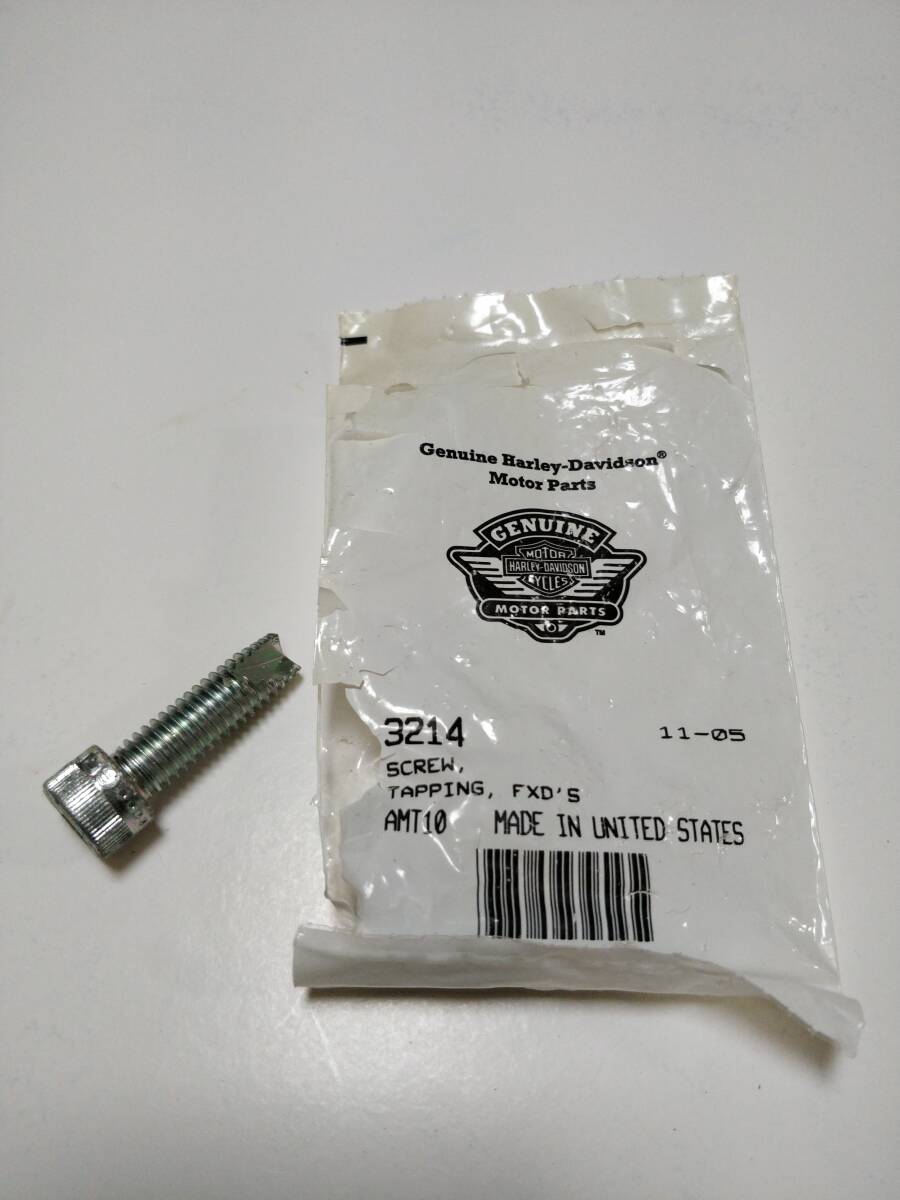 Genuine Harley-Davidson®
Motor Parts
GENUINE
MOTOR
HARLEY-DAVIDSON
CYCLES
MOTOR PARTS
™
3214 11-05
SCREW,
TAPPING, FXD'S
AMT10 MADE IN UNITED STATES